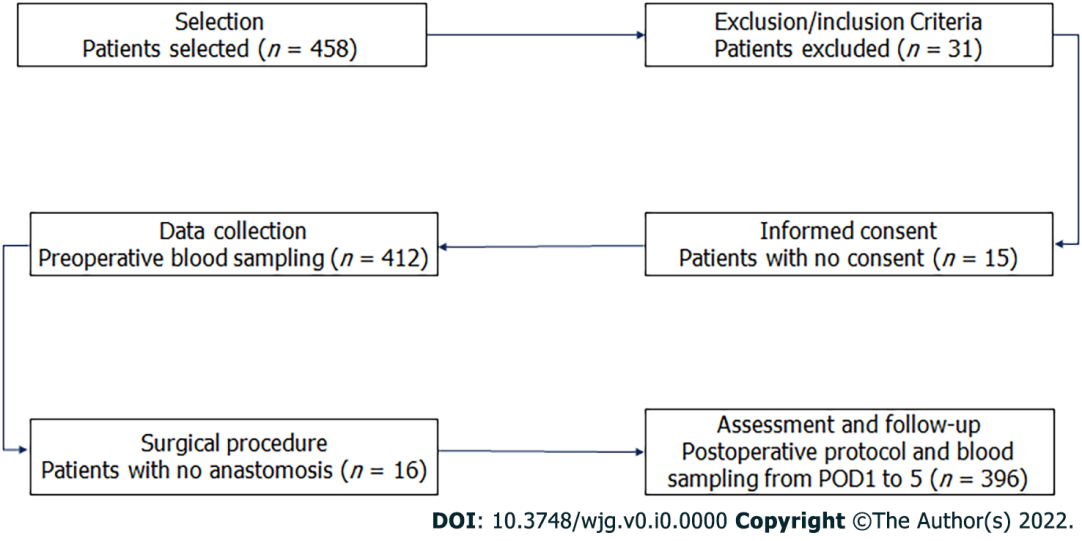 Selection
Patients selected (n = 458)
Exclusion/inclusion Criteria
Patients excluded (n = 31)
Informed consent
Patients with no consent (n = 15)
Data collection
Preoperative blood sampling (n = 412)
Surgical procedure
Patients with no anastomosis (n = 16)
Assessment and follow-up
Postoperative protocol and blood
sampling from POD1 to 5 (n = 396)
DOI: 10.3748/wjg.v0.i0.0000 Copyright ©The Author(s) 2022.